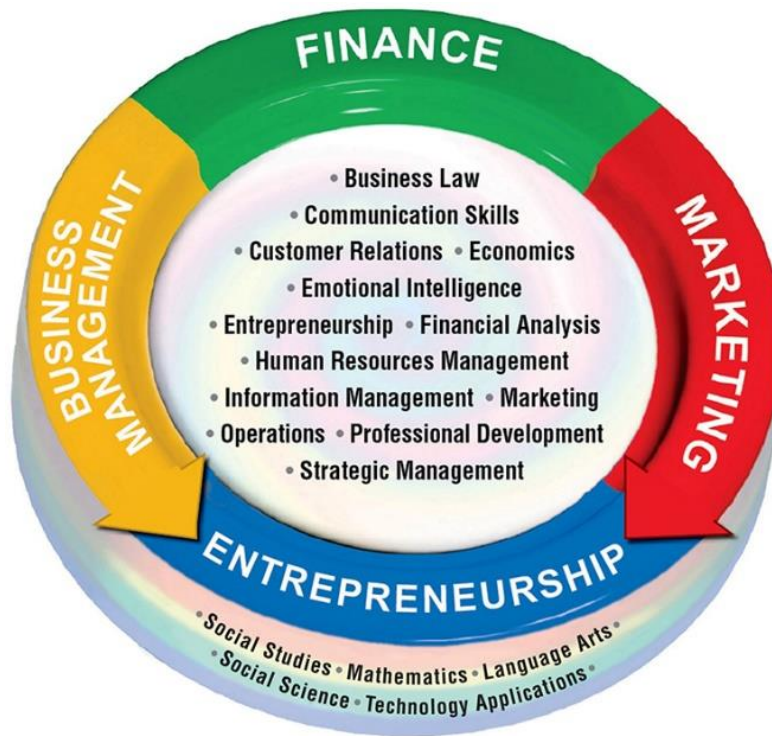 FINANCE
BUSINESS
MANAGEMENT
MARKETING
• Business Law
• Communication Skills
• Customer Relations • Economics
• Emotional Intelligence
• Entrepreneurship • Financial Analysis
• Human Resources Management
• Information Management • Marketing
• Operations • Professional Development
• Strategic Management
ENTREPRENEURSHIP
• Social Studies • Mathematics • Language Arts •
• Social Science • Technology Applications •